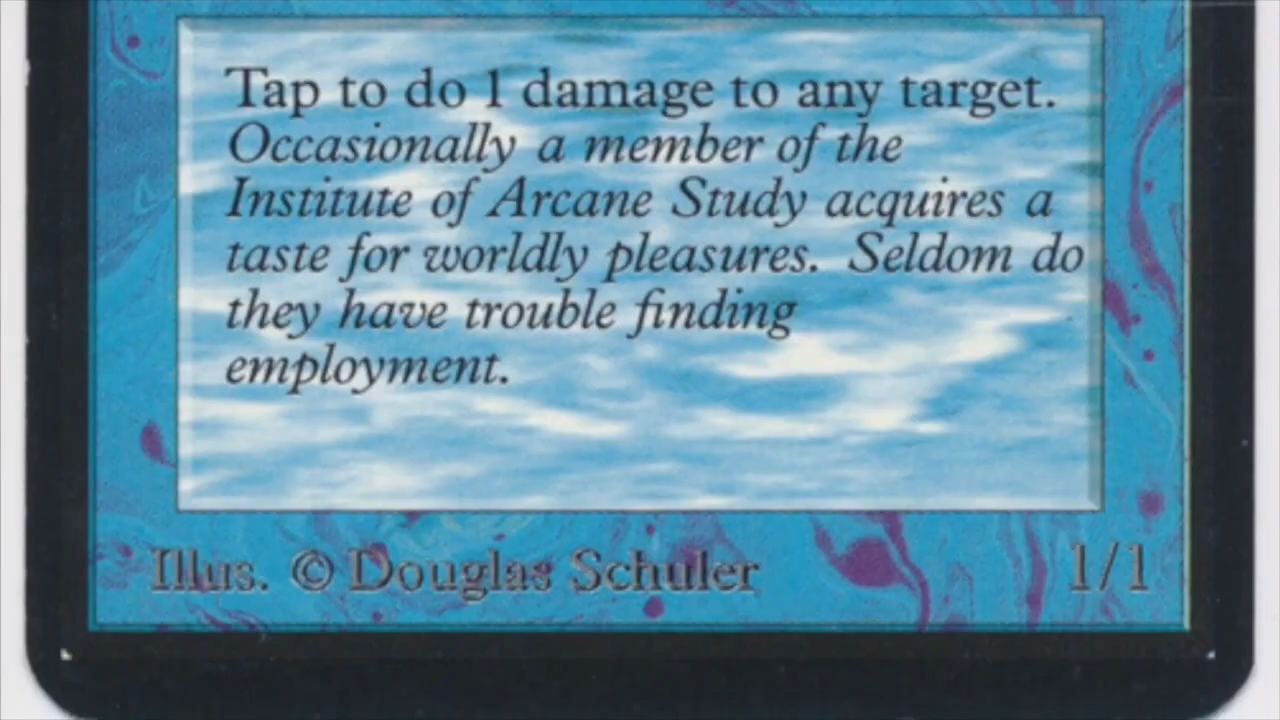 Tap to do 1 damage to any target.
Occasionally a member of the
Institute of Arcane Study acquires a
taste for worldly pleasures. Seldom do
they have trouble finding
employment.
Illus. © Douglas Schuler
1/1